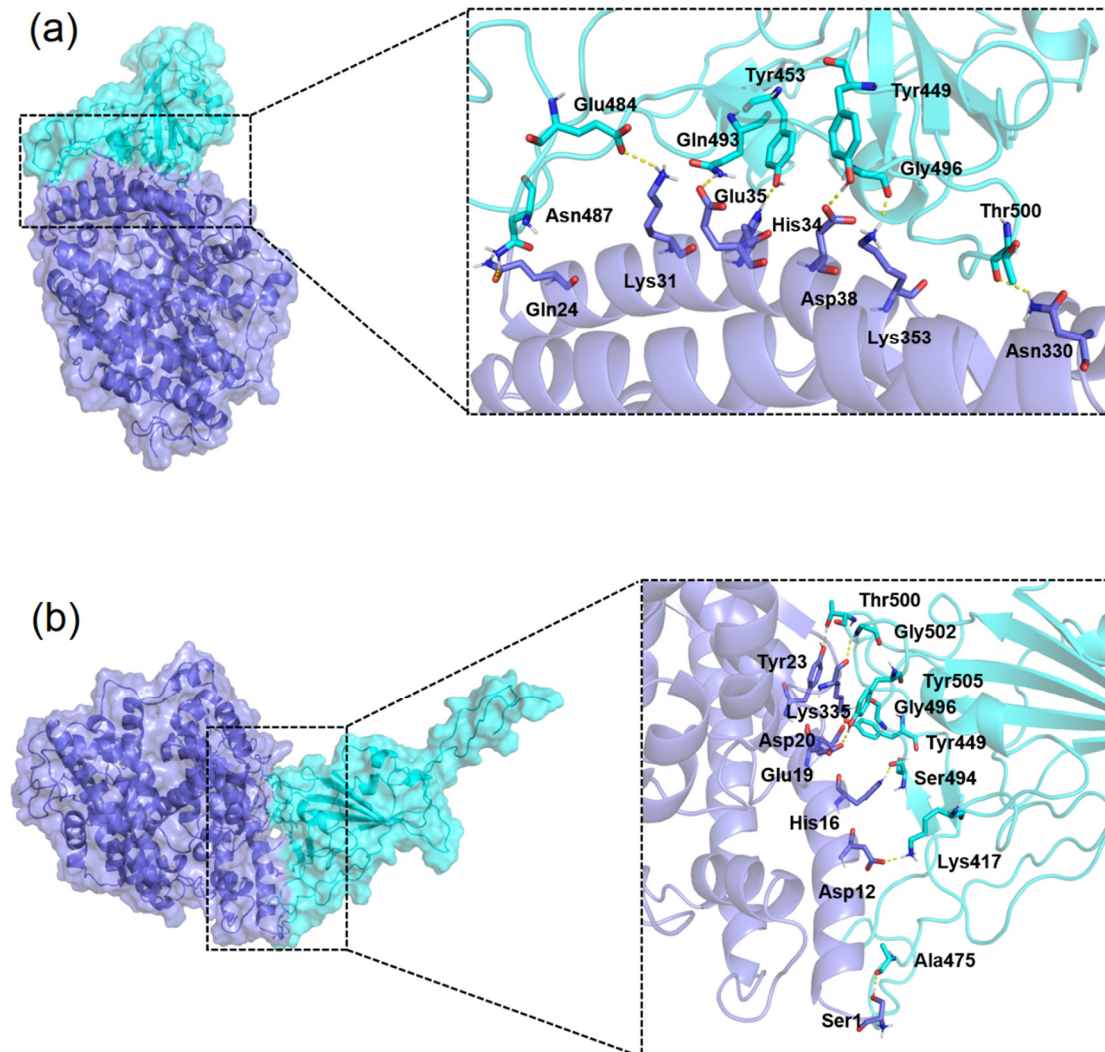 (a)
Tyr453
Glu484
Tyr449
Gln493
Gly496
Glu35
Thr500
Asn487
His34
Lys31
Gln24
Asp38
Lys353
Asn330
(b)
Thr500
Gly502
Tyr23
Tyr505
Lys335
Gly496
Asp20
Tyr449
Glu19
Ser494
His16
Lys417
Asp12
Ala475
Ser1